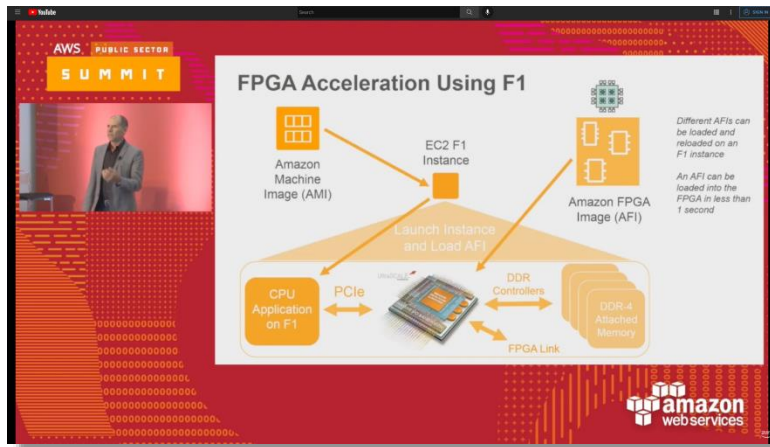 YouTube
Search
SIGN IN
AWS PUBLIC SECTOR
SUMMIT
FPGA Acceleration Using F1
Amazon
Machine
Image (AMI)
EC2 F1
Instance
Amazon FPGA
Image (AFI)
Different AFIs can
be loaded and
reloaded on an
F1 instance
An AFI can be
loaded into the
FPGA in less than
1 second
Launch Instance
and Load AFI
CPU
Application
on F1
PCIe
DDR
Controllers
DDR-4
Attached
Memory
FPGA Link
amazon
webservices